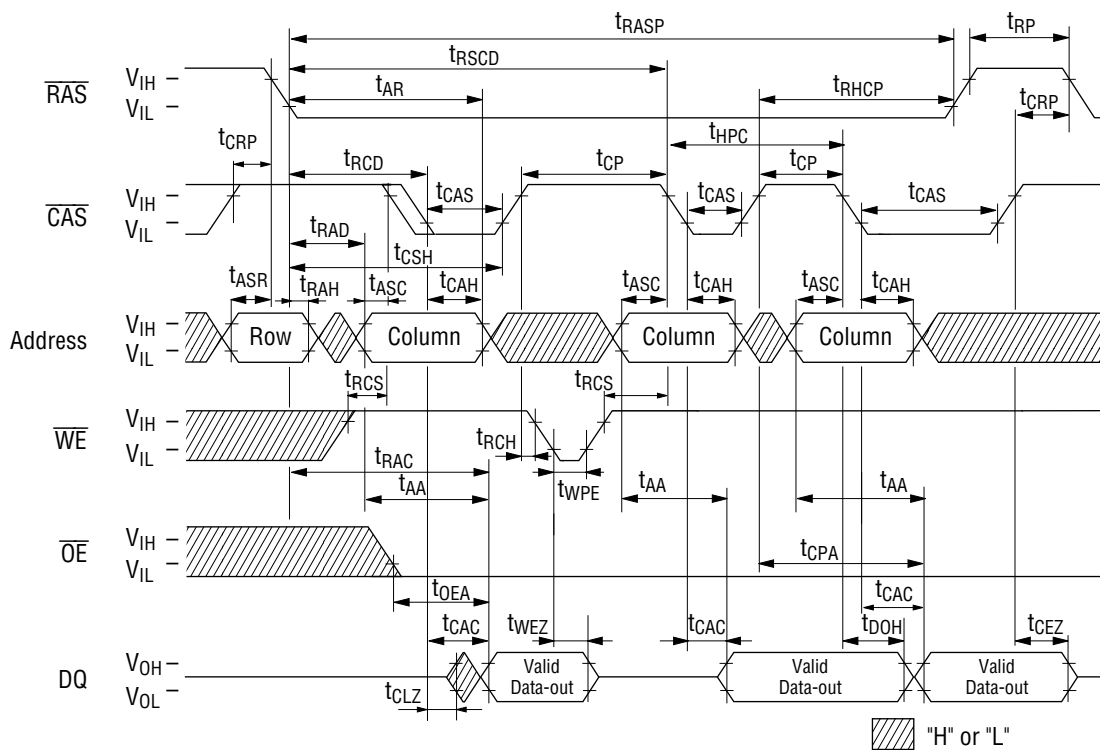 tRASP
tRP
tRSCD
VIH
RAS
VIL
tAR
tRHCP
tCRP
tCRP
tRCD
tHPC
tCP
tCP
VIH
CAS
VIL
tCAS
tCAS
tCAS
tRAD
tCSH
tASR
tRAH
tASC
tCAH
tASC
tCAH
tASC
tCAH
Address
VIH
VIL
Row
Column
Column
Column
tRCS
tRCS
VIH
WE
VIL
tRCH
tWPE
tRAC
tAA
tAA
tAA
VIH
OE
VIL
tCPA
tOEA
tCAC
tCAC
tWEZ
tCAC
tDOH
tCEZ
VOH
DQ
VOL
Valid
Data-out
Valid
Data-out
Valid
Data-out
tCLZ
"H" or "L"